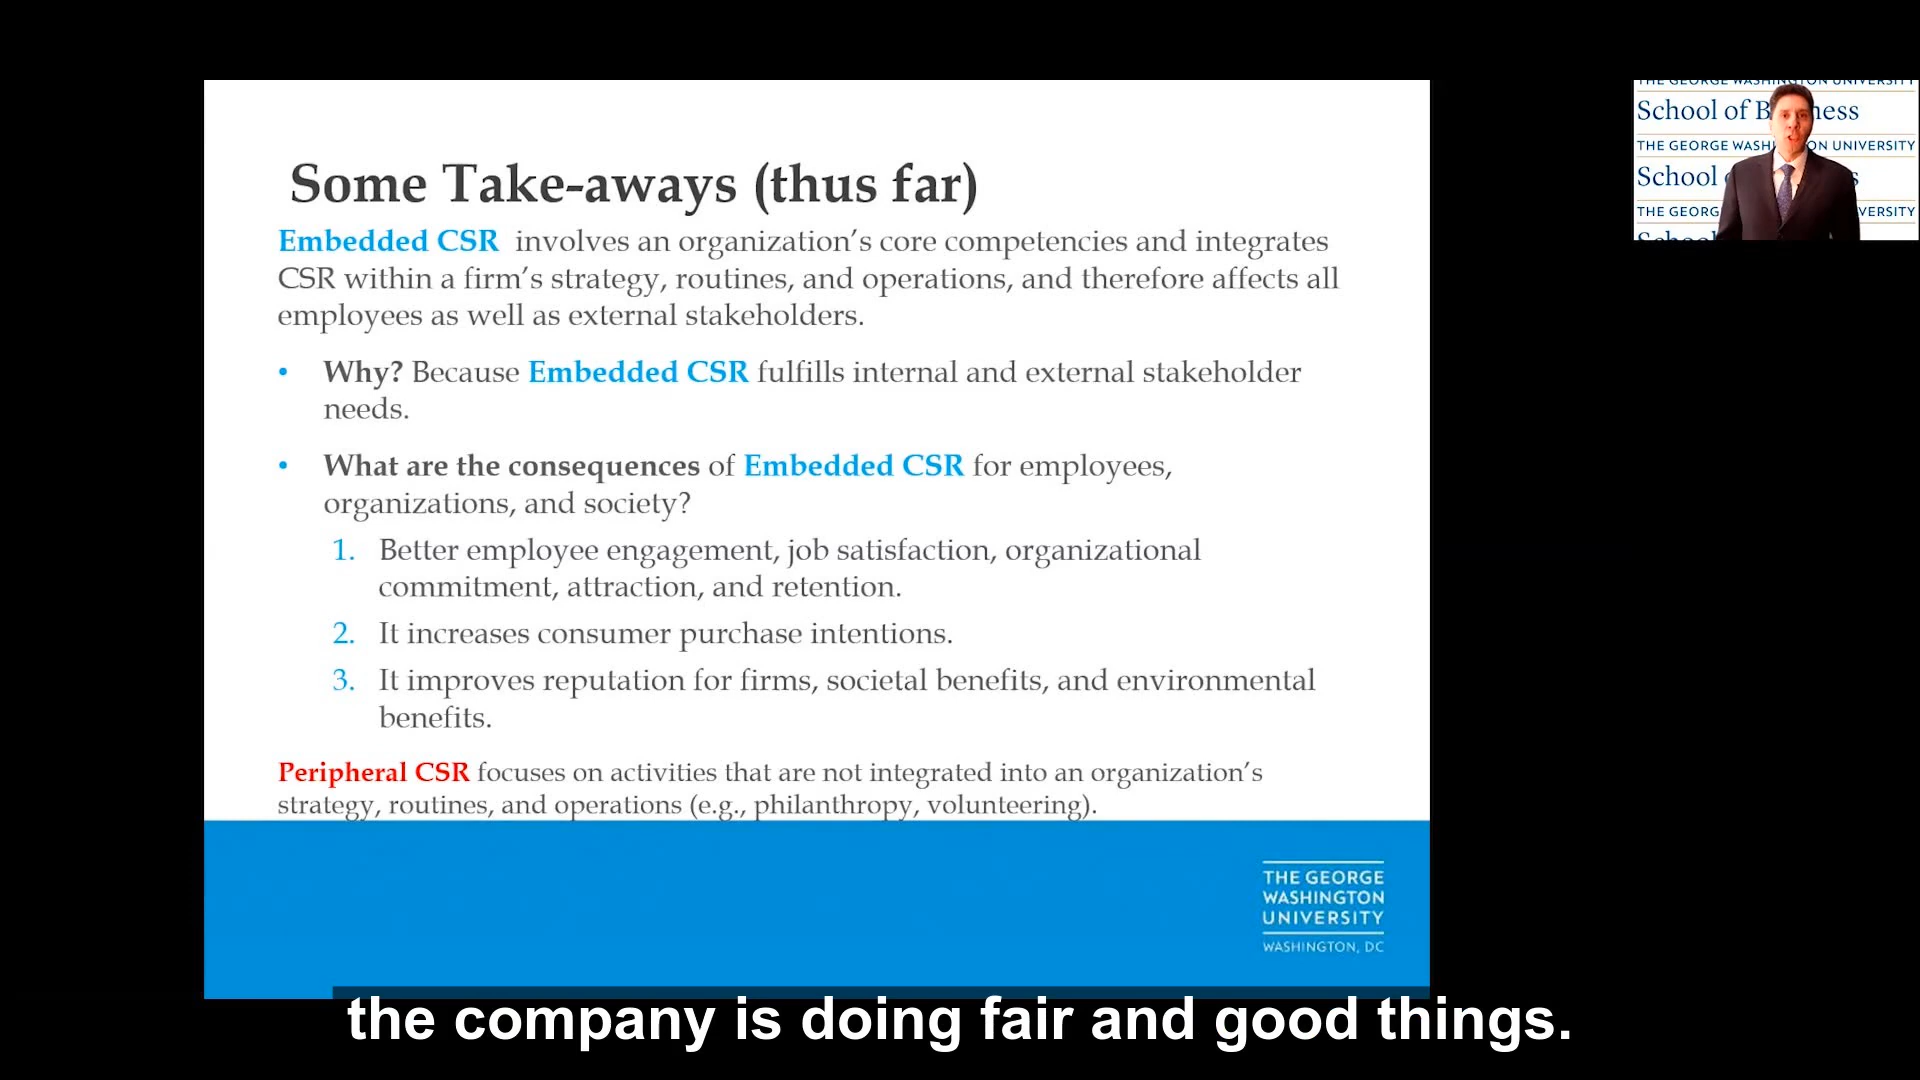 Some Take-aways (thus far)
Embedded CSR involves an organization's core competencies and integrates
CSR within a firm's strategy, routines, and operations, and therefore affects all
employees as well as external stakeholders.
• Why? Because Embedded CSR fulfills internal and external stakeholder
needs.
• What are the consequences of Embedded CSR for employees,
organizations, and society?
1. Better employee engagement, job satisfaction, organizational
commitment, attraction, and retention.
2. It increases consumer purchase intentions.
3. It improves reputation for firms, societal benefits, and environmental
benefits.
Peripheral CSR focuses on activities that are not integrated into an organization's
strategy, routines, and operations (e.g., philanthropy, volunteering).
THE GEORGE
WASHINGTON
UNIVERSITY
WASHINGTON, DC
THE GEORGE WASHINGTON UNIVERSITY
School of B ness
THE GEORGE WASH ON UNIVERSITY
School s
THE GEORG VERSITY
School
the company is doing fair and good things.